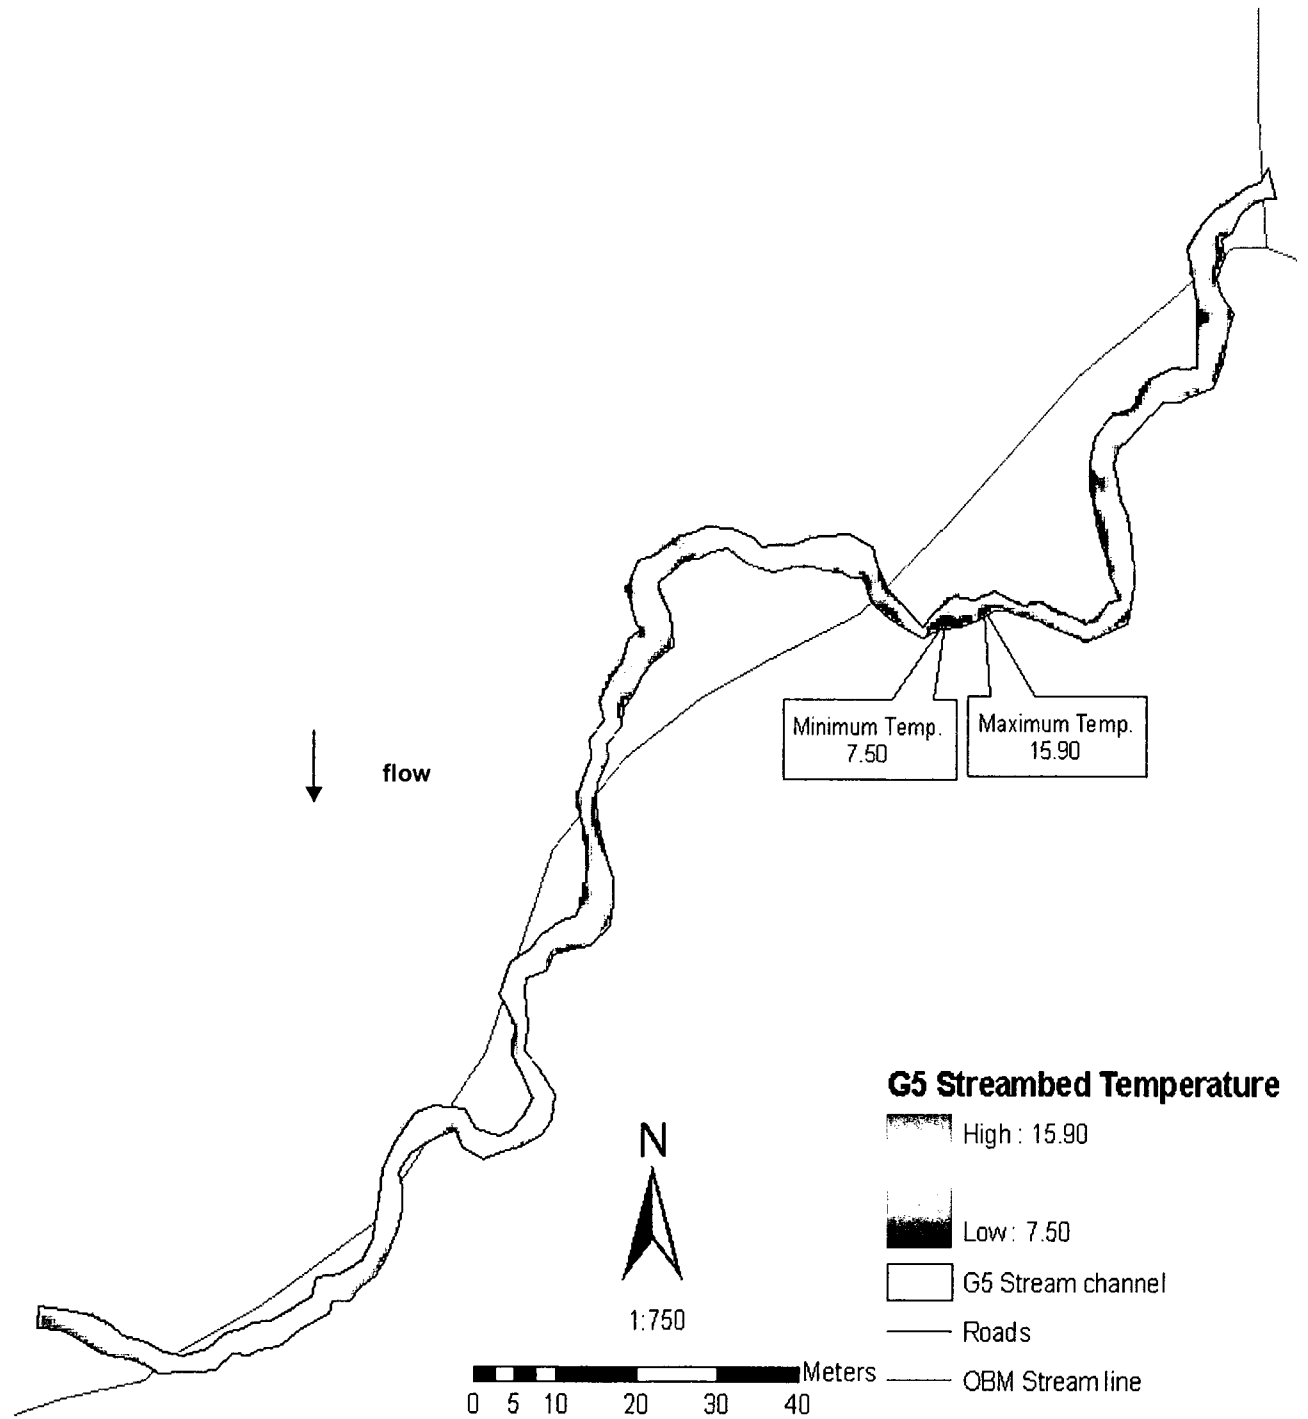 Minimum Temp.
7.50
Maximum Temp.
15.90
flow
G5 Streambed Temperature
High : 15.90
Low : 7.50
G5 Stream channel
Roads
OBM Stream line
N
1:750
Meters
0 5 10 20 30 40